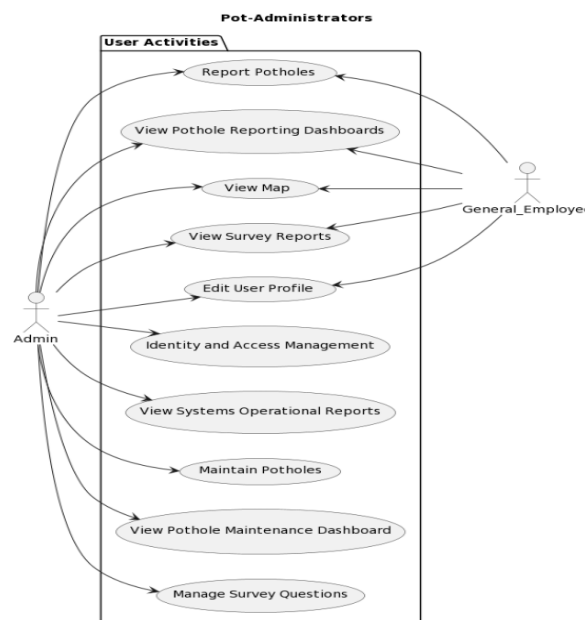 Pot-Administrators
User Activities
Report Potholes
View Pothole Reporting Dashboards
View Map
General_Employee
View Survey Reports
Edit User Profile
Admin
Identity and Access Management
View Systems Operational Reports
Maintain Potholes
View Pothole Maintenance Dashboard
Manage Survey Questions